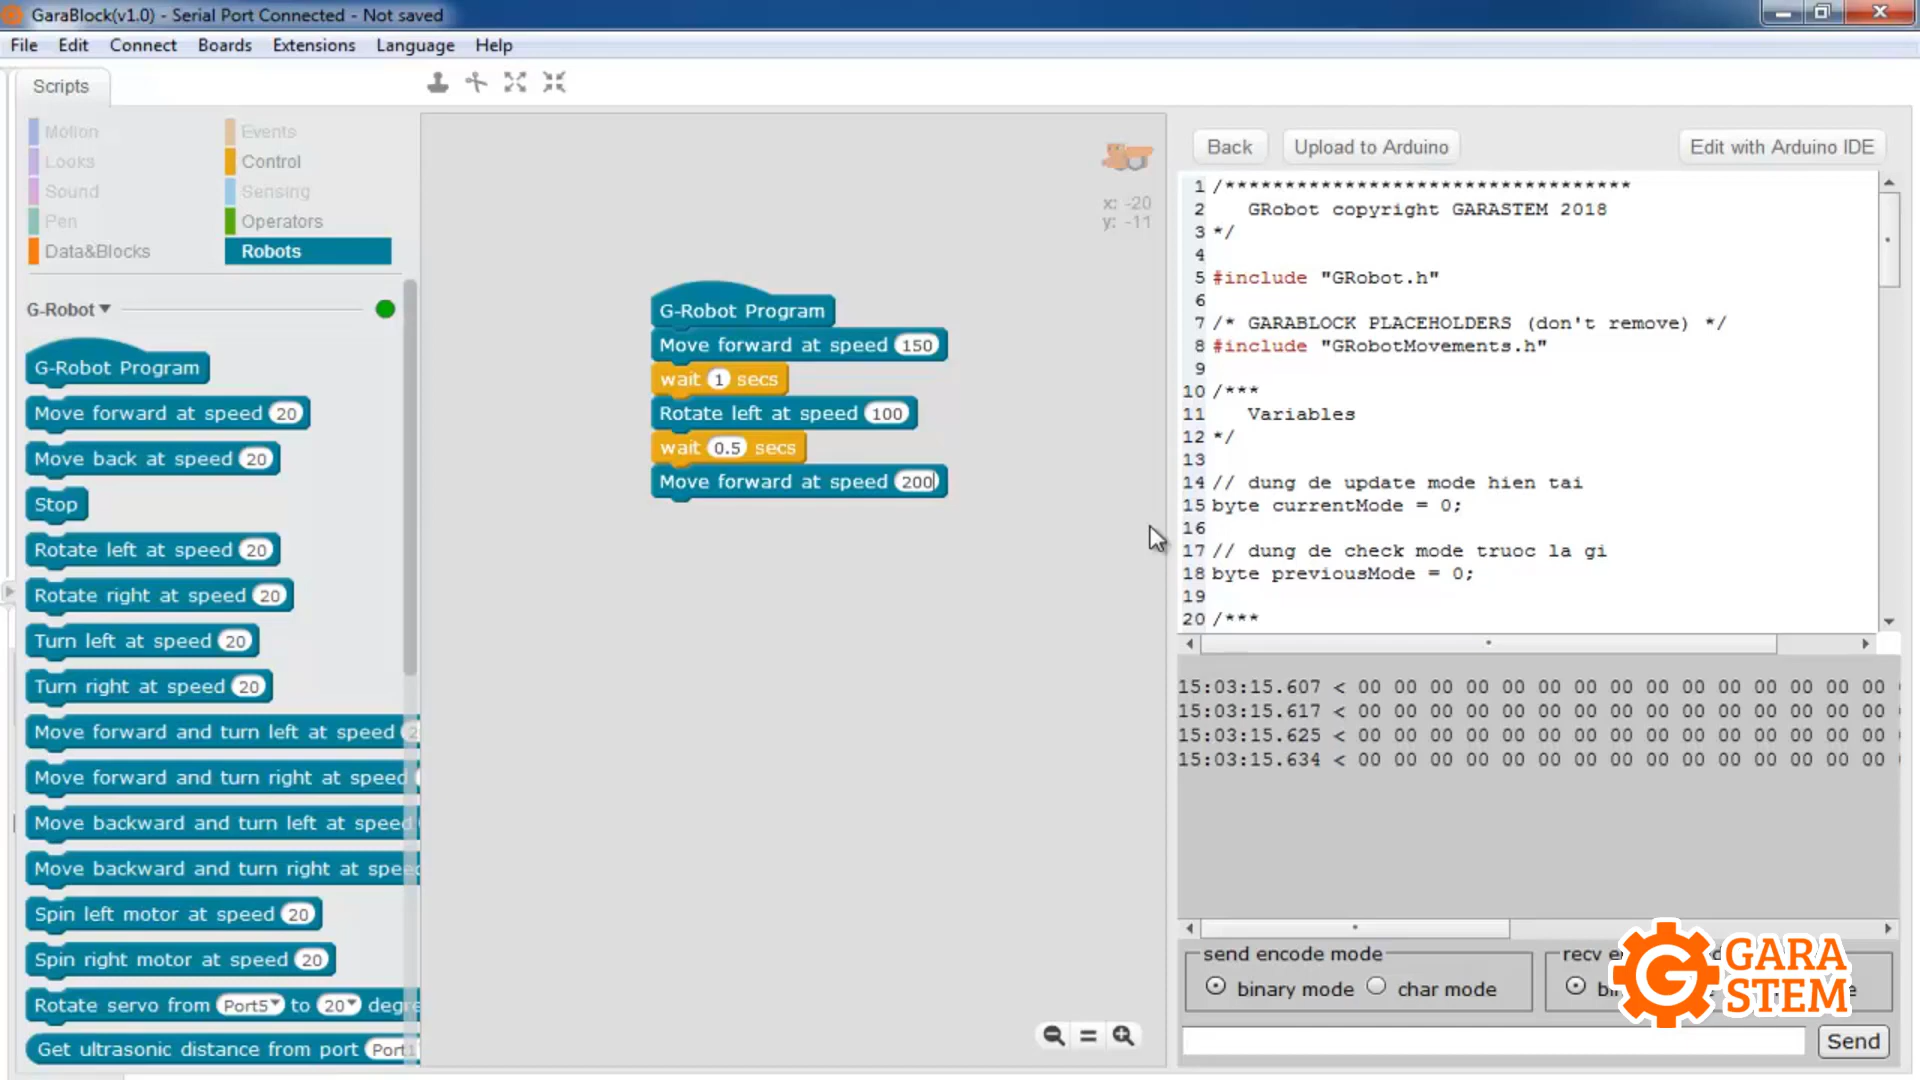 GaraBlock(v1.0) - Serial Port Connected - Not saved
File Edit Connect Boards Extensions Language Help
Scripts
Motion
Looks
Sound
Pen
Data&Blocks
Events
Control
Sensing
Operators
Robots
G-Robot
G-Robot Program
Move forward at speed 20
Move back at speed 20
Stop
Rotate left at speed 20
Rotate right at speed 20
Turn left at speed 20
Turn right at speed 20
Move forward and turn left at speed
Move forward and turn right at speed
Move backward and turn left at speed
Move backward and turn right at
Spin left motor at speed 20
Spin right motor at speed 20
Rotate servo from Port5 to 20
Get ultrasonic distance from port
x: -20
y: -11
G-Robot Program
Move forward at speed 150
wait 1 secs
Rotate left at speed 100
wait 0.5 secs
Move forward at speed 200
Back Upload to Arduino Edit with Arduino IDE
1 /**********************************
2 GRobot copyright GARASTEM 2018
3 */
4
5 #include "GRobot.h"
6
7 /* GARABLOCK PLACEHOLDERS (don't remove) */
8 #include "GRobotMovements.h"
9
10 /***
11 Variables
12 */
13
14 // dung de update mode hien tai
15 byte currentMode = 0;
16
17 // dung de check mode truoc la gi
18 byte previousMode = 0;
19
20 /***
15:03:15.607 < 00 00 00 00 00 00 00 00 00 00 00 00 00 00 00
15:03:15.617 < 00 00 00 00 00 00 00 00 00 00 00 00 00 00 00
15:03:15.625 < 00 00 00 00 00 00 00 00 00 00 00 00 00 00 00
15:03:15.634 < 00 00 00 00 00 00 00 00 00 00 00 00 00 00 00
send encode mode
binary mode char mode
recv
Send
GARA
STEM